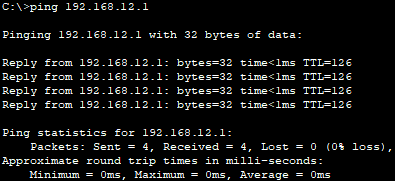 C:\>ping 192.168.12.1
Pinging 192.168.12.1 with 32 bytes of data:
Reply from 192.168.12.1: bytes=32 time<1ms TTL=126
Reply from 192.168.12.1: bytes=32 time<1ms TTL=126
Reply from 192.168.12.1: bytes=32 time<1ms TTL=126
Reply from 192.168.12.1: bytes=32 time<1ms TTL=126
Ping statistics for 192.168.12.1:
    Packets: Sent = 4, Received = 4, Lost = 0 (0% loss),
Approximate round trip times in milli-seconds:
    Minimum = 0ms, Maximum = 0ms, Average = 0ms